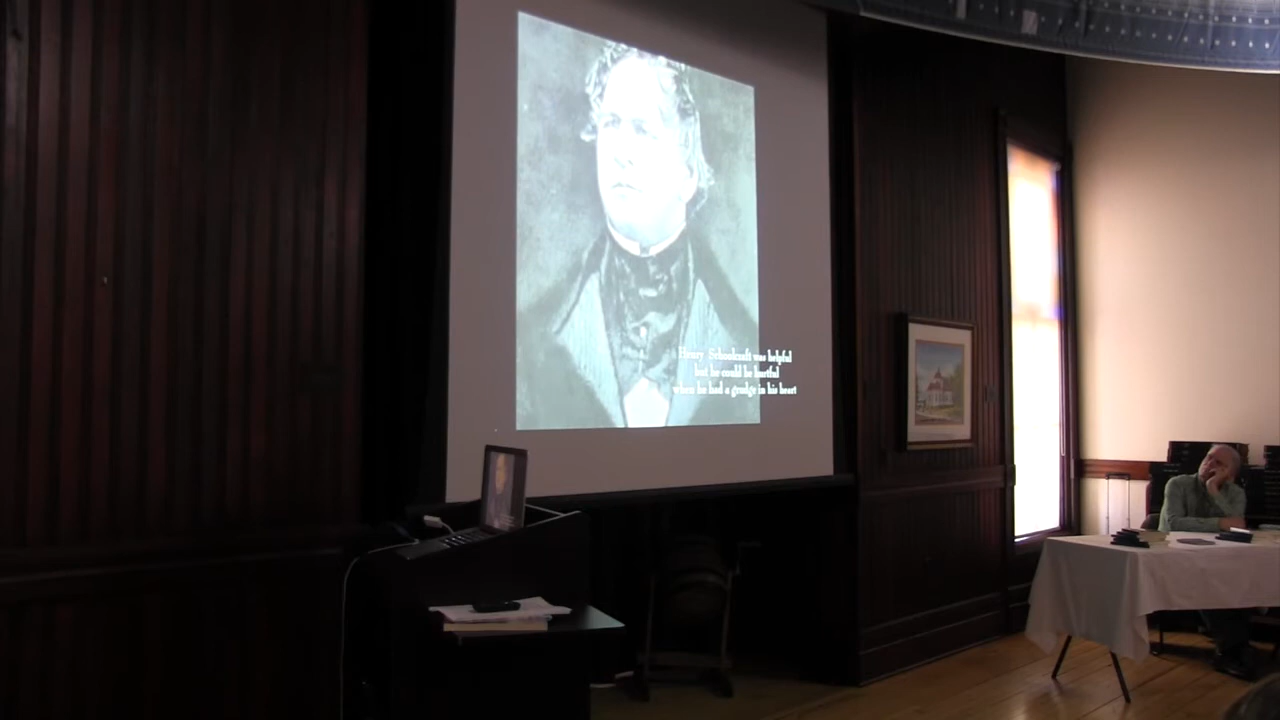 Henry Schoolcraft was helpful
but he could be hurtful
when he had a grudge in his heart